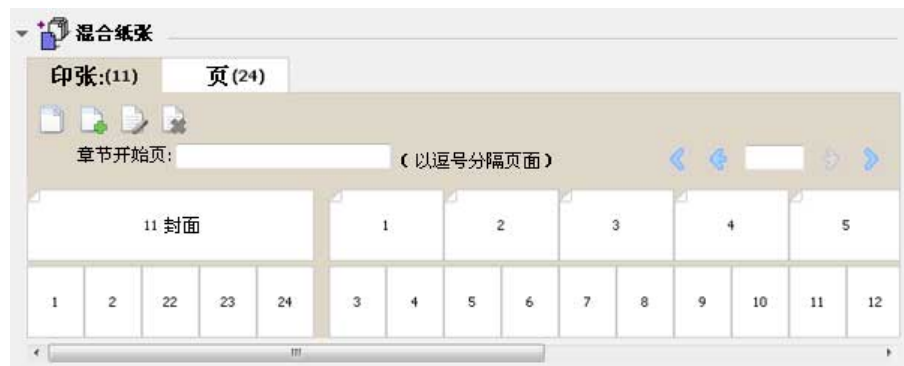 混合纸张
印张:(11) 页(24)
章节开始页: (以逗号分隔页面)
11 封面 1 2 3 4 5
1 2 22 23 24 3 4 5 6 7 8 9 10 11 12